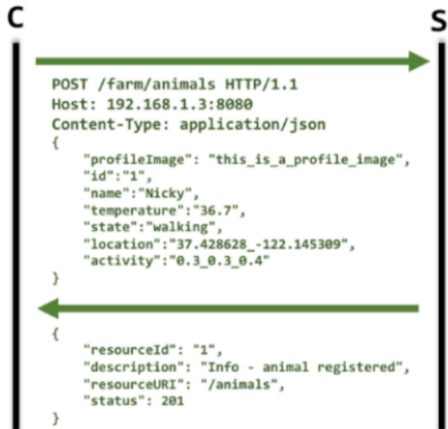 C
S
POST /farm/animals HTTP/1.1
Host: 192.168.1.3:8080
Content-Type: application/json
{
"profileImage": "this_is_a_profile_image",
"id":"1",
"name":"Nicky",
"temperature":"36.7",
"state":"walking",
"location":"37.428628_-122.145309",
"activity":"0.3_0.3_0.4"
}
{
"resourceId": "1",
"description": "Info - animal registered",
"resourceURI": "/animals",
"status": 201
}